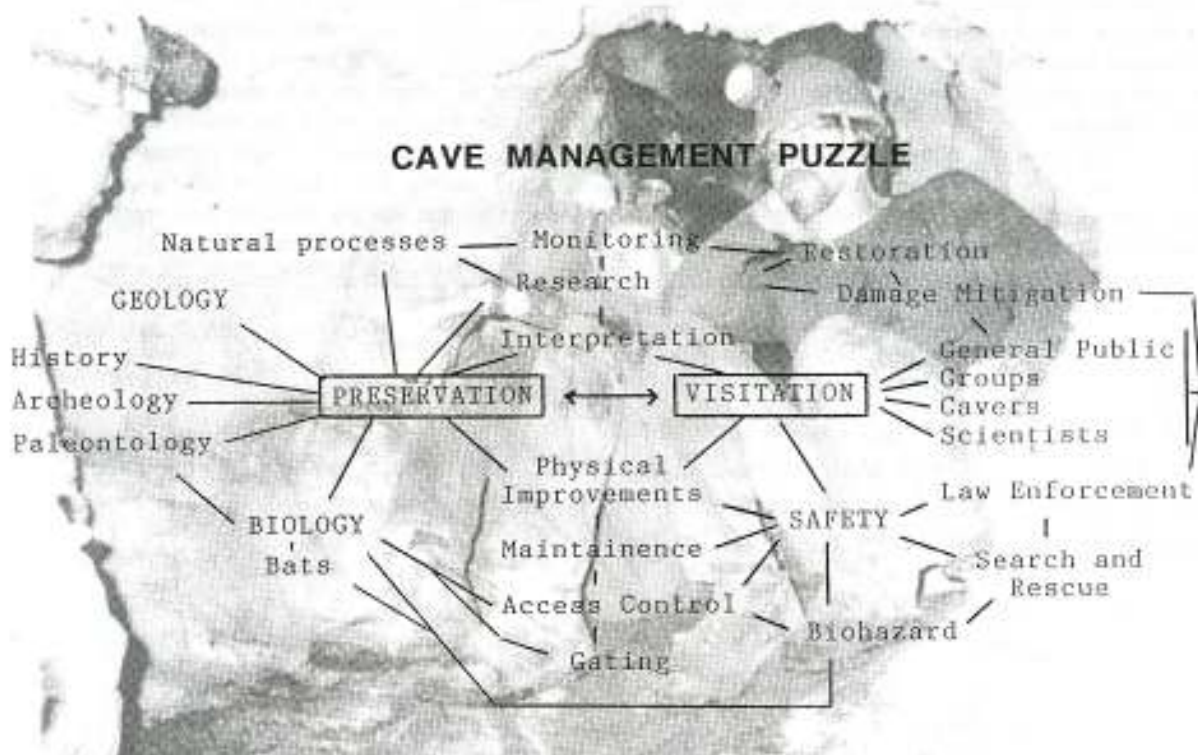 CAVE MANAGEMENT PUZZLE
Natural processes
Monitoring
Restoration
Research
Damage Mitigation
GEOLOGY
Interpretation
General Public
History
Groups
PRESERVATION
VISITATION
Archeology
Cavers
Paleontology
Scientists
Physical
Improvements
Law Enforcement
BIOLOGY
SAFETY
Bats
Maintainence
Search and
Rescue
Access Control
Biohazard
Gating